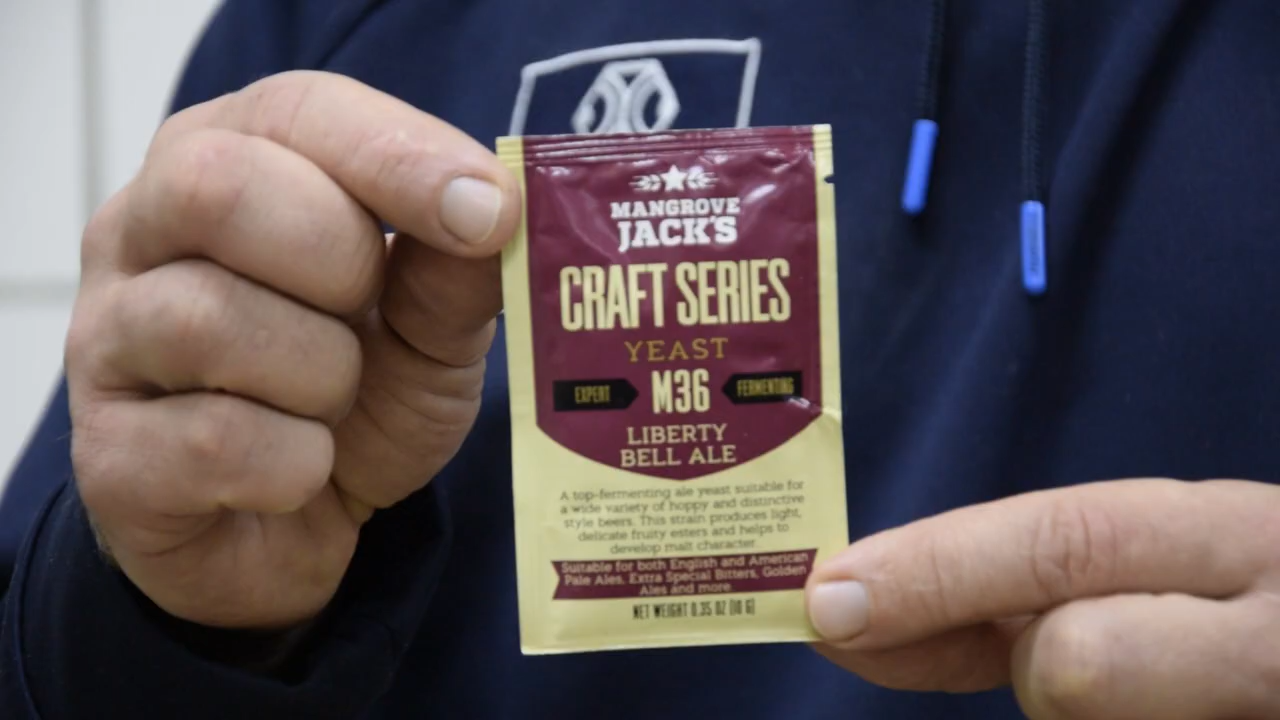 MANGROVE
JACK'S
CRAFT SERIES
YEAST
EXPERT M36 FERMENTING
LIBERTY
BELL ALE
A top-fermenting ale yeast suitable for
a wide variety of hoppy and distinctive
style beers. This strain produces light,
delicate fruity esters and helps to
develop malt character.
Suitable for both English and American
Pale Ales, Extra Special Bitters, Golden
Ales and more
NET WEIGHT 0.35 OZ (10 G)